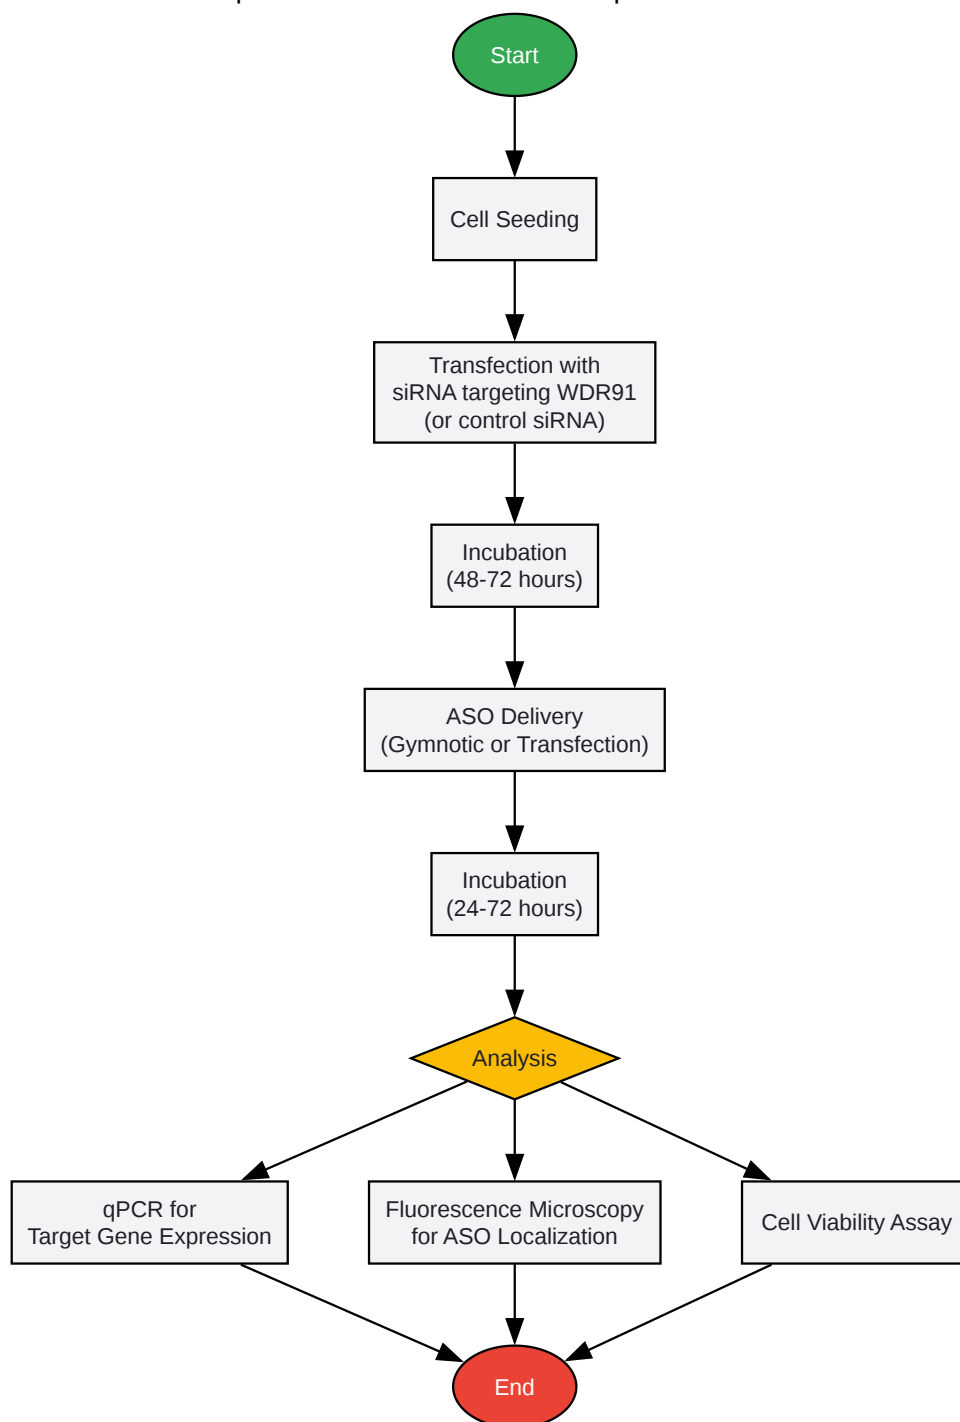 Start
Cell Seeding
Transfection with
siRNA targeting WDR91
(or control siRNA)
Incubation
(48-72 hours)
ASO Delivery
(Gymnotic or Transfection)
Incubation
(24-72 hours)
Analysis
qPCR for
Target Gene Expression
Fluorescence Microscopy
for ASO Localization
Cell Viability Assay
End